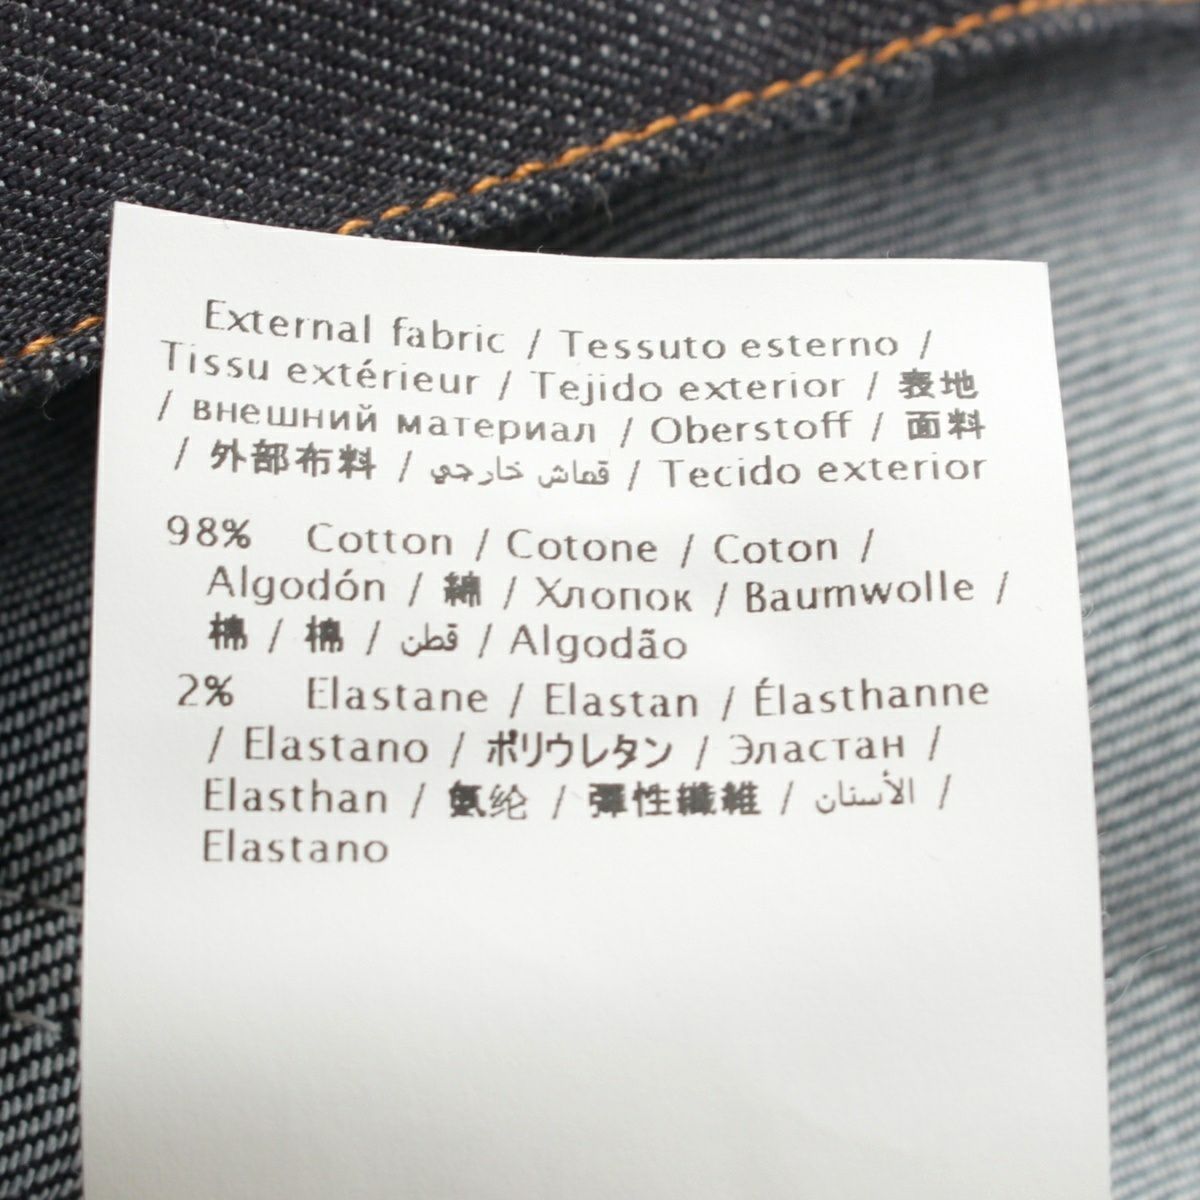 External fabric / Tessuto esterno /
Tissu extérieur / Tejido exterior / 表地
/ внешний материал / Oberstoff / 面料
/ 外部布料 / قماش خارجي / Tecido exterior
98% Cotton / Cotone / Coton /
Algodón / 綿 / Хлопок / Baumwolle /
棉 / 棉 / قطن / Algodão
2% Elastane / Elastan / Élasthanne
/ Elastano / ポリウレタン / Эластан /
Elasthan / 氨纶 / 彈性纖維 / الأسنان /
Elastano